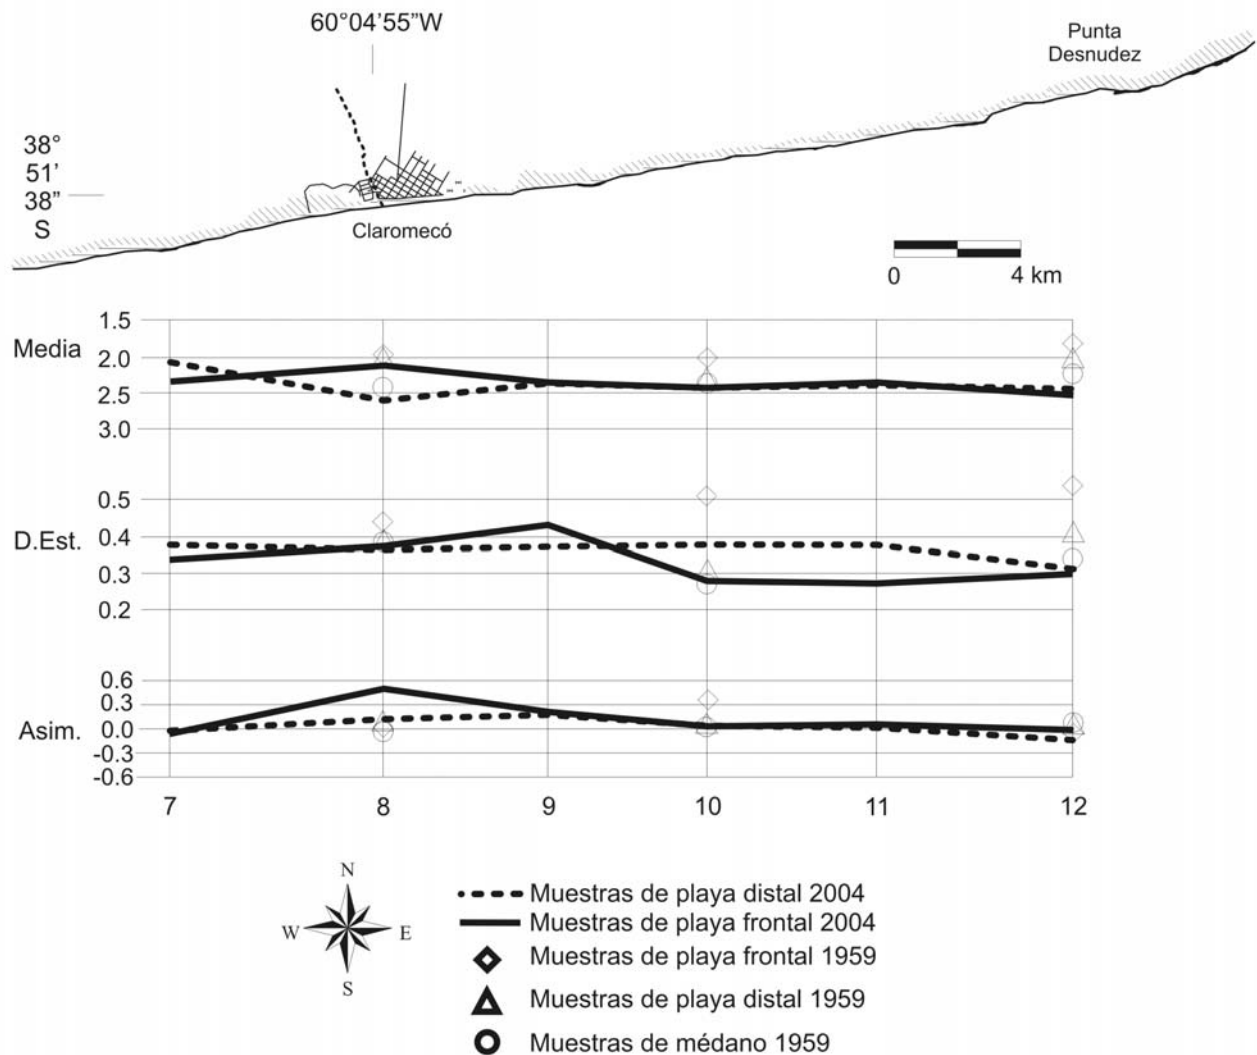 60°04'55”W
Punta
Desnudez
38°
51'
38”
S
Claromecó
0 4 km
Media
1.5
2.0
2.5
3.0
D.Est.
0.5
0.4
0.3
0.2
Asim.
0.6
0.3
0.0
-0.3
-0.6
7 8 9 10 11 12
N
W E
S
Muestras de playa distal 2004
Muestras de playa frontal 2004
Muestras de playa frontal 1959
Muestras de playa distal 1959
Muestras de médano 1959